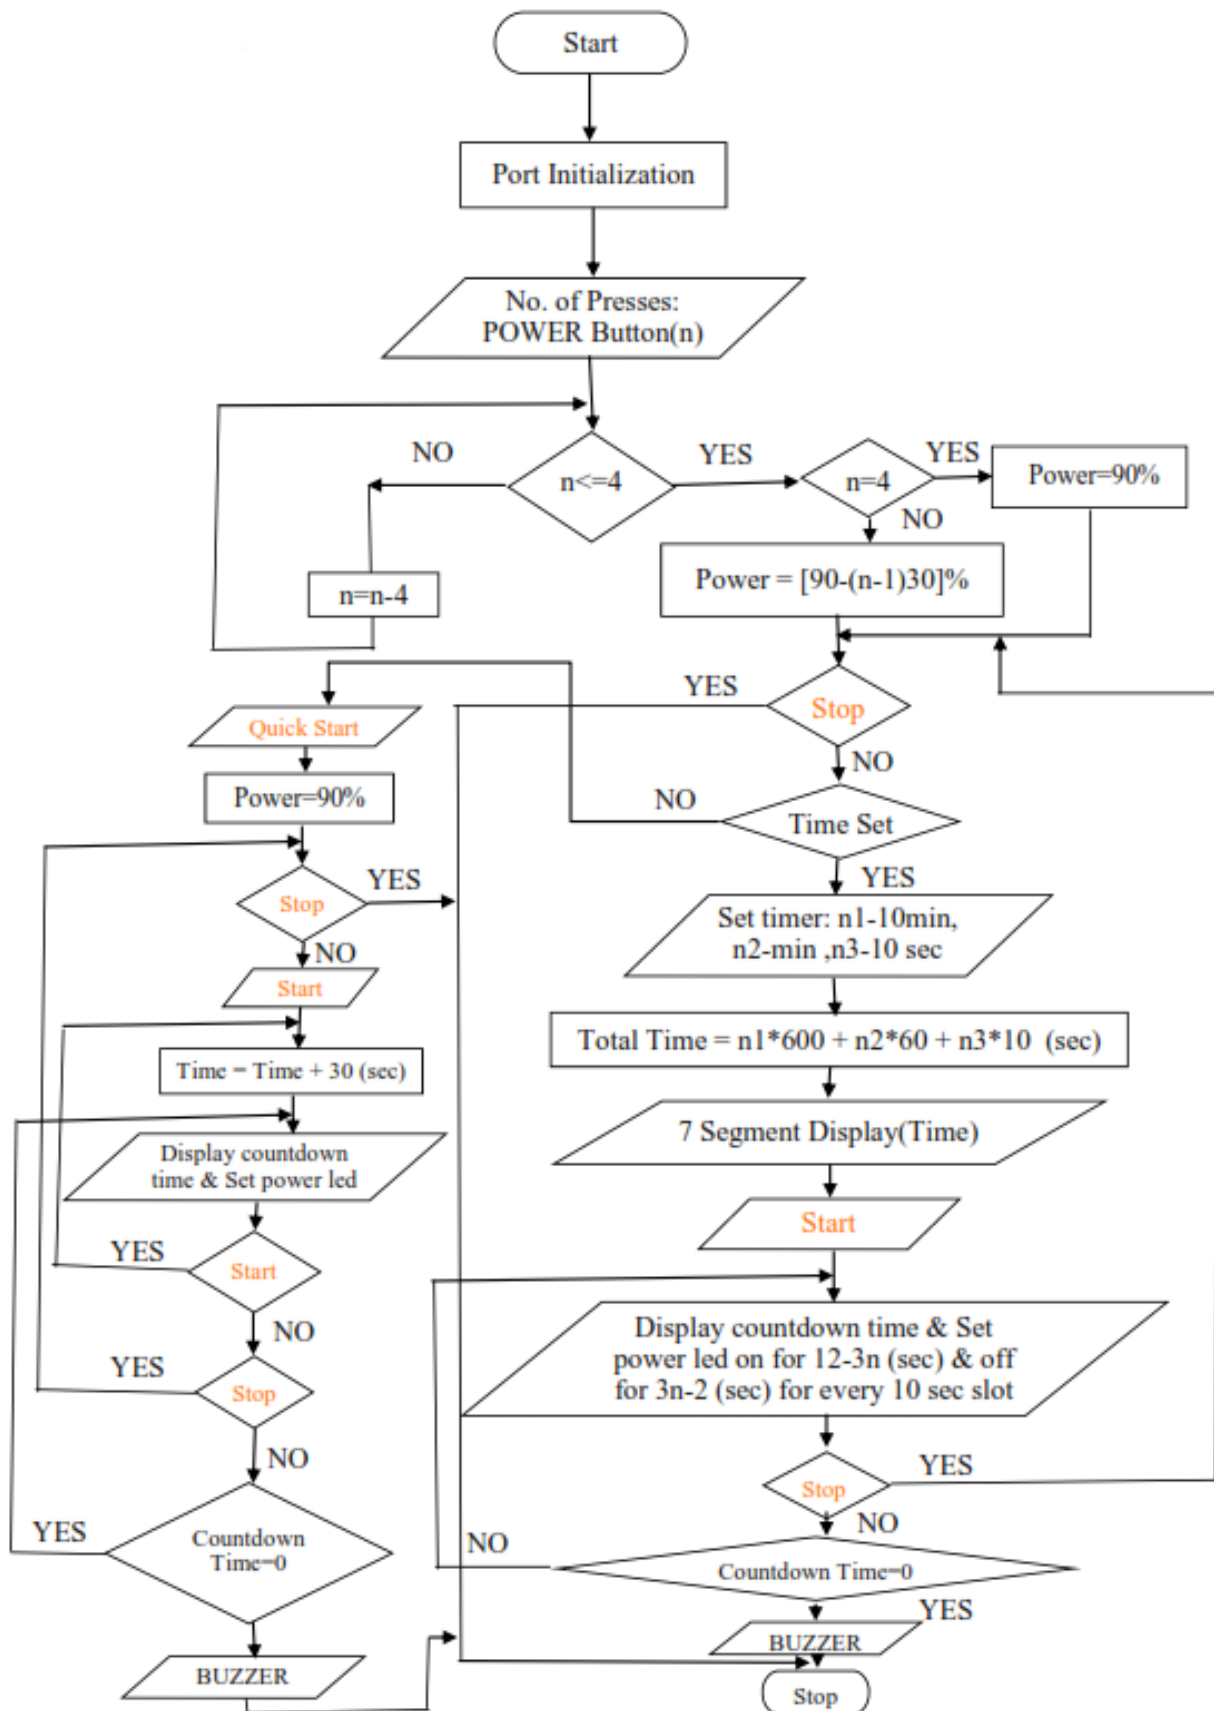 Start
Port Initialization
No. of Presses:
POWER Button(n)
NO
n<=4
YES
n=4
YES
Power=90%
NO
n=n-4
Power = [90-(n-1)30]%
YES
Stop
NO
Quick Start
Power=90%
NO
Time Set
YES
Stop
YES
NO
Set timer: n1-10min,
n2-min ,n3-10 sec
Start
Total Time = n1*600 + n2*60 + n3*10 (sec)
Time = Time + 30 (sec)
7 Segment Display(Time)
Display countdown
time & Set power led
Start
YES
Start
NO
Display countdown time & Set
power led on for 12-3n (sec) & off
for 3n-2 (sec) for every 10 sec slot
YES
Stop
NO
Stop
YES
NO
YES
Countdown
Time=0
NO
Countdown Time=0
YES
BUZZER
BUZZER
Stop